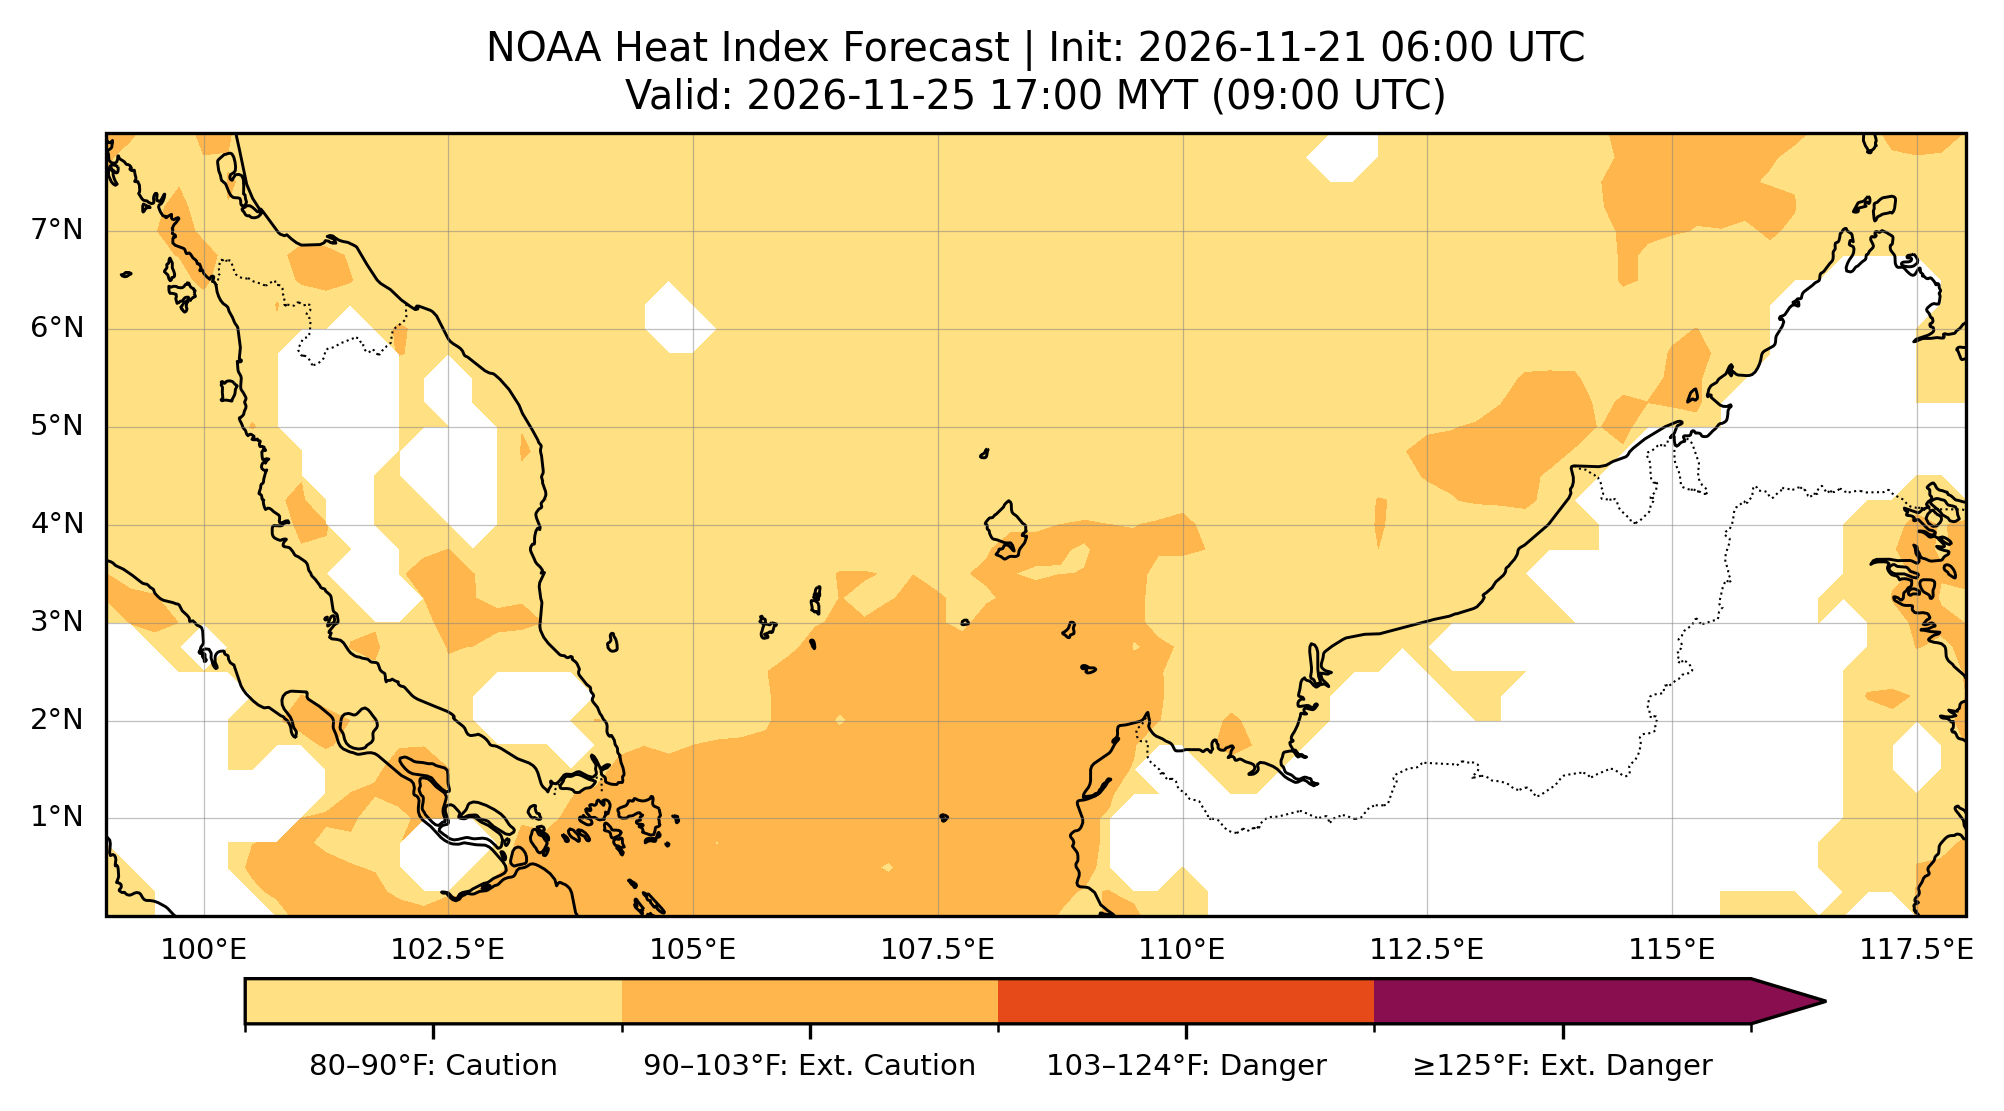 NOAA Heat Index Forecast | Init: 2026-11-21 06:00 UTC
Valid: 2026-11-25 17:00 MYT (09:00 UTC)
7°N
6°N
5°N
4°N
3°N
2°N
1°N
100°E 102.5°E 105°E 107.5°E 110°E 112.5°E 115°E 117.5°E
80–90°F: Caution 90–103°F: Ext. Caution 103–124°F: Danger ≥125°F: Ext. Danger